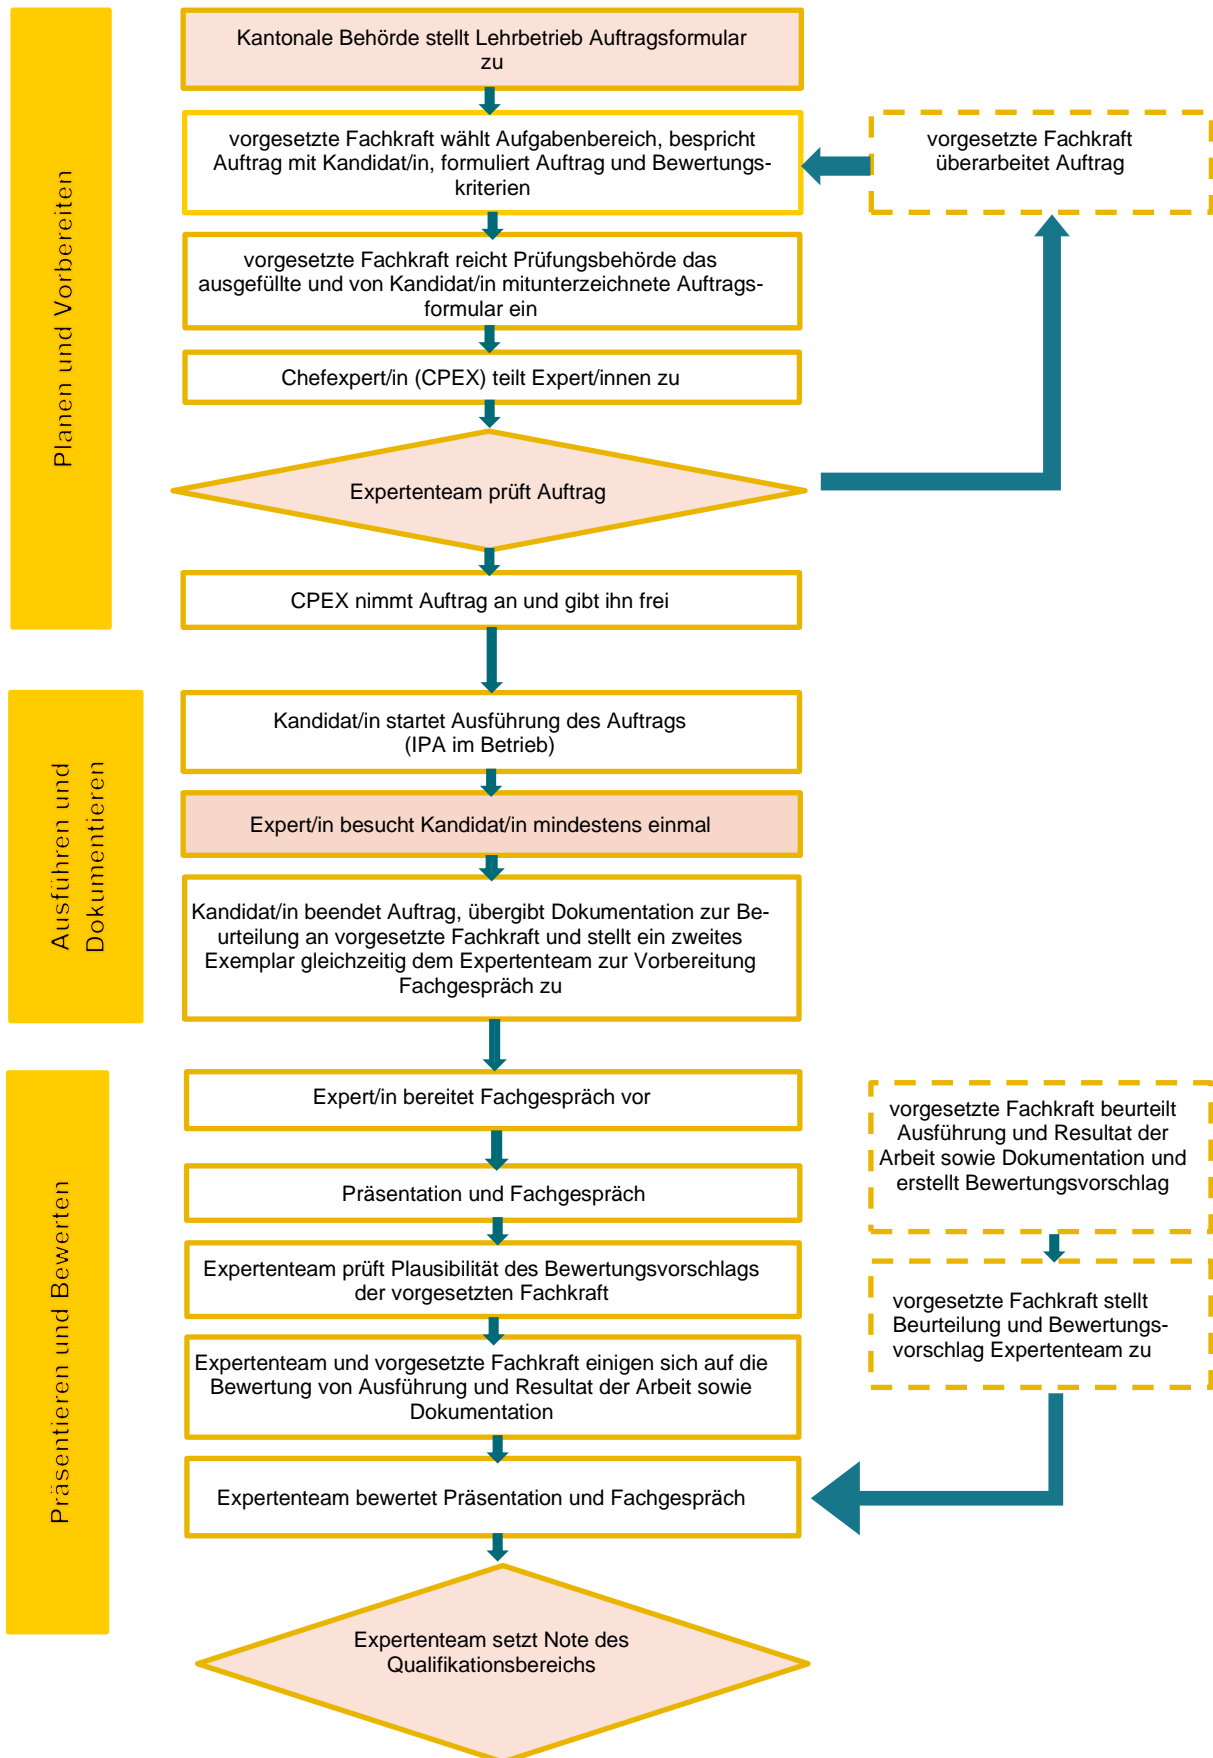 Planen und Vorbereiten
Kantonale Behörde stellt Lehrbetrieb Auftragsformular
zu
vorgesetzte Fachkraft wählt Aufgabenbereich, bespricht
Auftrag mit Kandidat/in, formuliert Auftrag und Bewertungs-
kriterien
vorgesetzte Fachkraft
überarbeitet Auftrag
vorgesetzte Fachkraft reicht Prüfungsbehörde das
ausgefüllte und von Kandidat/in mitunterzeichnete Auftrags-
formular ein
Chefexpert/in (CPEX) teilt Expert/innen zu
Expertenteam prüft Auftrag
CPEX nimmt Auftrag an und gibt ihn frei
Ausführen und
Dokumentieren
Kandidat/in startet Ausführung des Auftrags
(IPA im Betrieb)
Expert/in besucht Kandidat/in mindestens einmal
Kandidat/in beendet Auftrag, übergibt Dokumentation zur Be-
urteilung an vorgesetzte Fachkraft und stellt ein zweites
Exemplar gleichzeitig dem Expertenteam zur Vorbereitung
Fachgespräch zu
Präsentieren und Bewerten
Expert/in bereitet Fachgespräch vor
Präsentation und Fachgespräch
Expertenteam prüft Plausibilität des Bewertungsvorschlags
der vorgesetzten Fachkraft
Expertenteam und vorgesetzte Fachkraft einigen sich auf die
Bewertung von Ausführung und Resultat der Arbeit sowie
Dokumentation
Expertenteam bewertet Präsentation und Fachgespräch
vorgesetzte Fachkraft beurteilt
Ausführung und Resultat der
Arbeit sowie Dokumentation und
erstellt Bewertungsvorschlag
vorgesetzte Fachkraft stellt
Beurteilung und Bewertungs-
vorschlag Expertenteam zu
Expertenteam setzt Note des
Qualifikationsbereichs